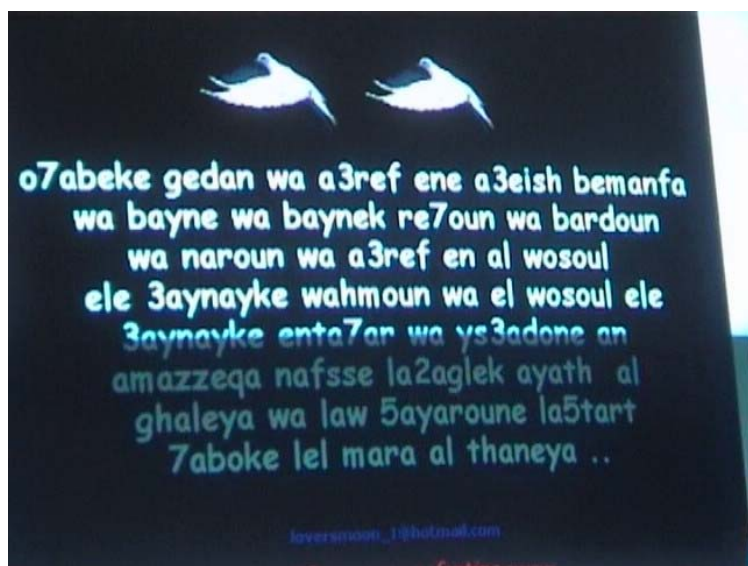 o7abeke gedan wa a3ref ene a3eish bemanfa
wa bayne wa baynek re7oun wa bardoun
wa naroun wa a3ref en al wosoul
ele 3aynayke wahmoun wa el wosoul ele
3aynayke enta7ar wa ys3adone an
amazzeqa nafsse la2aglek ayath al
ghaleya wa law 5ayaroune la5tart
7aboke lel mara al thaneya ..
loversmoon_1@hotmail.com